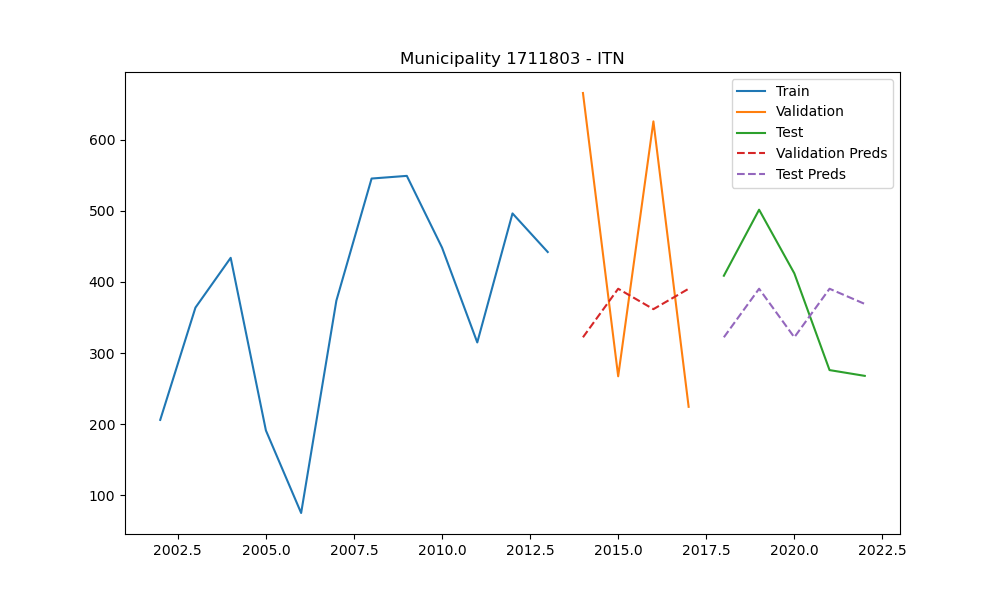 Municipality 1711803 - ITN
Train
Validation
Test
Validation Preds
Test Preds
600
500
400
300
200
100
2002.5 2005.0 2007.5 2010.0 2012.5 2015.0 2017.5 2020.0 2022.5